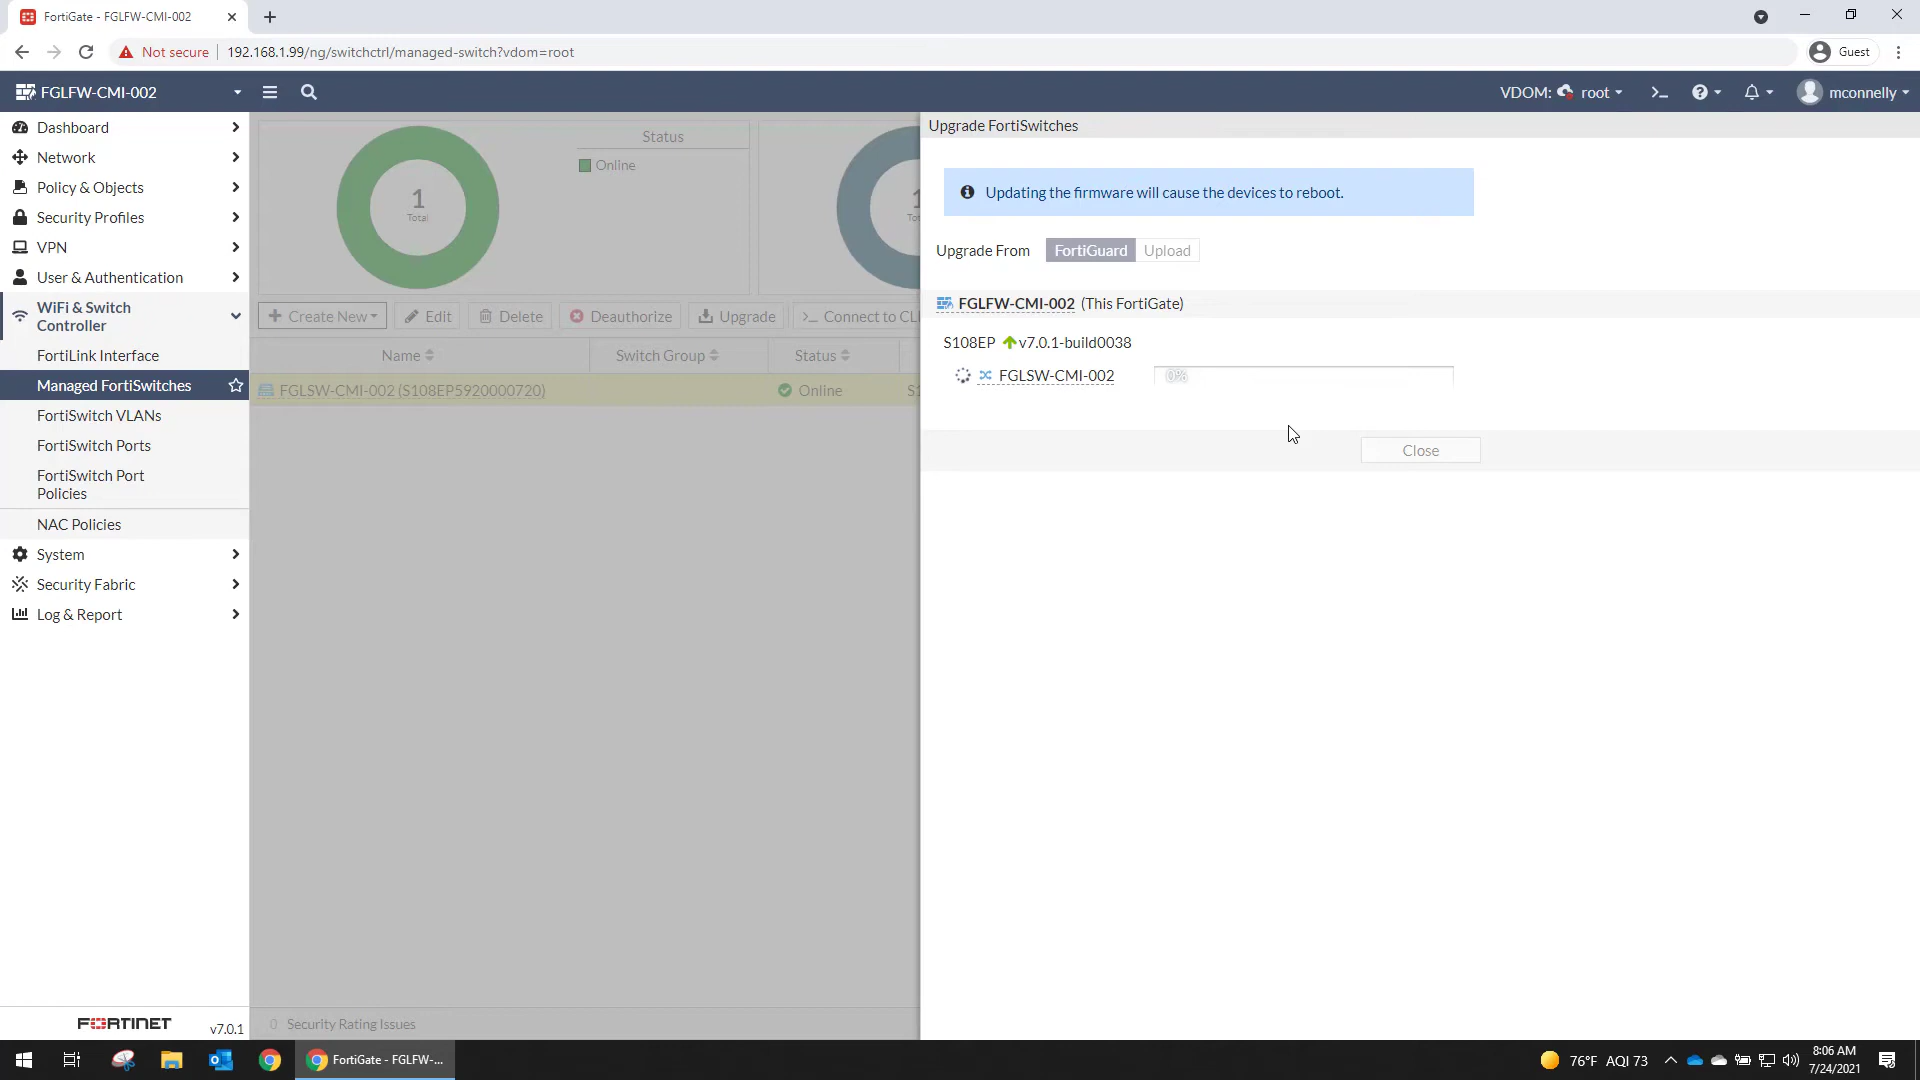 FortiGate - FGLFW-CMI-002
Not secure
192.168.1.99/ng/switchctrl/managed-switch?vdom=root
Guest
FGLFW-CMI-002
VDOM: root
>_
mconnelly
Dashboard
Network
Policy & Objects
Security Profiles
VPN
User & Authentication
WiFi & Switch
Controller
FortiLink Interface
Managed FortiSwitches
FortiSwitch VLANs
FortiSwitch Ports
FortiSwitch Port
Policies
NAC Policies
System
Security Fabric
Log & Report
FORTINET
v7.0.1
1
Total
Status
Online
1
Tot
Create New
Edit
Delete
Deauthorize
Upgrade
>_ Connect to CL
Name
Switch Group
Status
FGLSW-CMI-002 (S108EP5920000720)
Online
S1
0 Security Rating Issues
Upgrade FortiSwitches
Updating the firmware will cause the devices to reboot.
Upgrade From
FortiGuard
Upload
FGLFW-CMI-002 (This FortiGate)
S108EP v7.0.1-build0038
FGLSW-CMI-002
0%
Close
FortiGate - FGLFW-...
76°F AQI 73
8:06 AM
7/24/2021